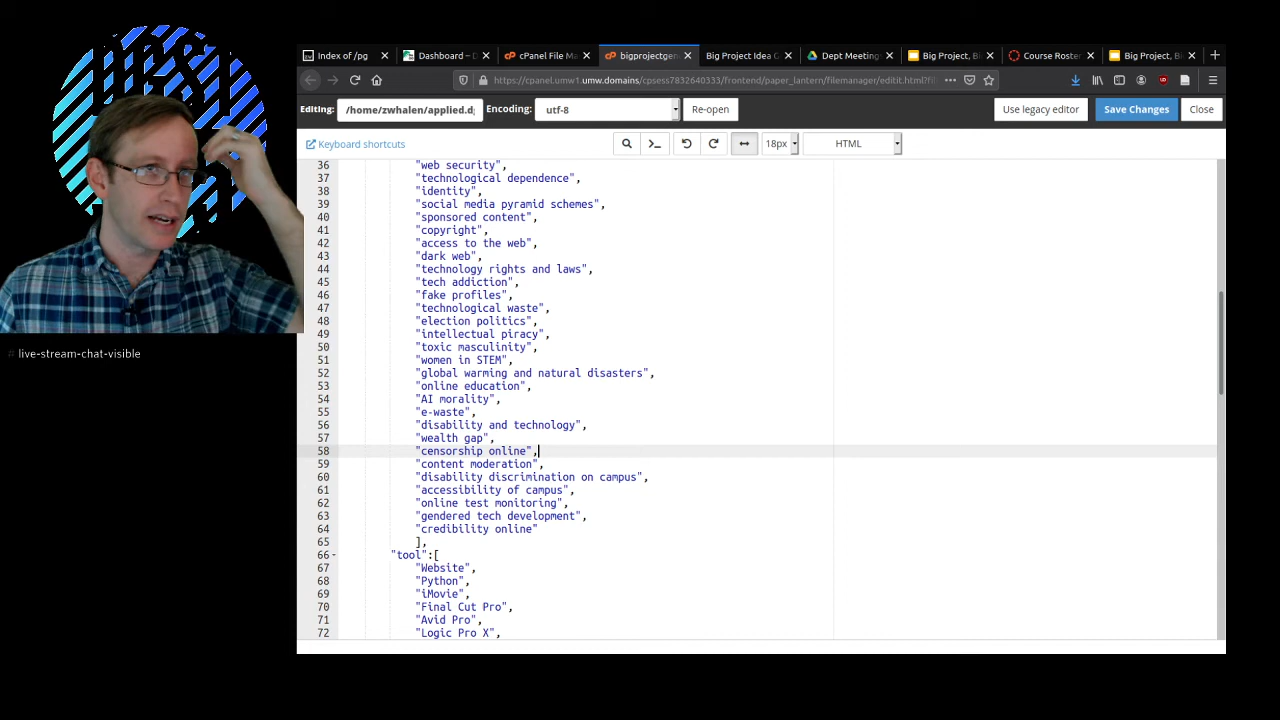 Index of /pg
Dashboard –
cPanel File Ma
bigprojectgen
Big Project Idea G
Dept Meetings
Big Project, Bl
Course Roster
Big Project, Bl
https://cpanel.umw1.umw.domains/cpsess7832640333/frontend/paper_lantern/filemanager/editit.html?fi
Editing: /home/zwhalen/applied.d Encoding: utf-8 Re-open Use legacy editor Save Changes Close
Keyboard shortcuts 18px HTML
36 "web security",
37 "technological dependence",
38 "identity",
39 "social media pyramid schemes",
40 "sponsored content",
41 "copyright",
42 "access to the web",
43 "dark web",
44 "technology rights and laws",
45 "tech addiction",
46 "fake profiles",
47 "technological waste",
48 "election politics",
49 "intellectual piracy",
50 "toxic masculinity",
51 "women in STEM",
52 "global warming and natural disasters",
53 "online education",
54 "AI morality",
55 "e-waste",
56 "disability and technology",
57 "wealth gap",
58 "censorship online",
59 "content moderation",
60 "disability discrimination on campus",
61 "accessibility of campus",
62 "online test monitoring",
63 "gendered tech development",
64 "credibility online"
65 ],
66 "tool":[
67 "Website",
68 "Python",
69 "iMovie",
70 "Final Cut Pro",
71 "Avid Pro",
72 "Logic Pro X",
# live-stream-chat-visible